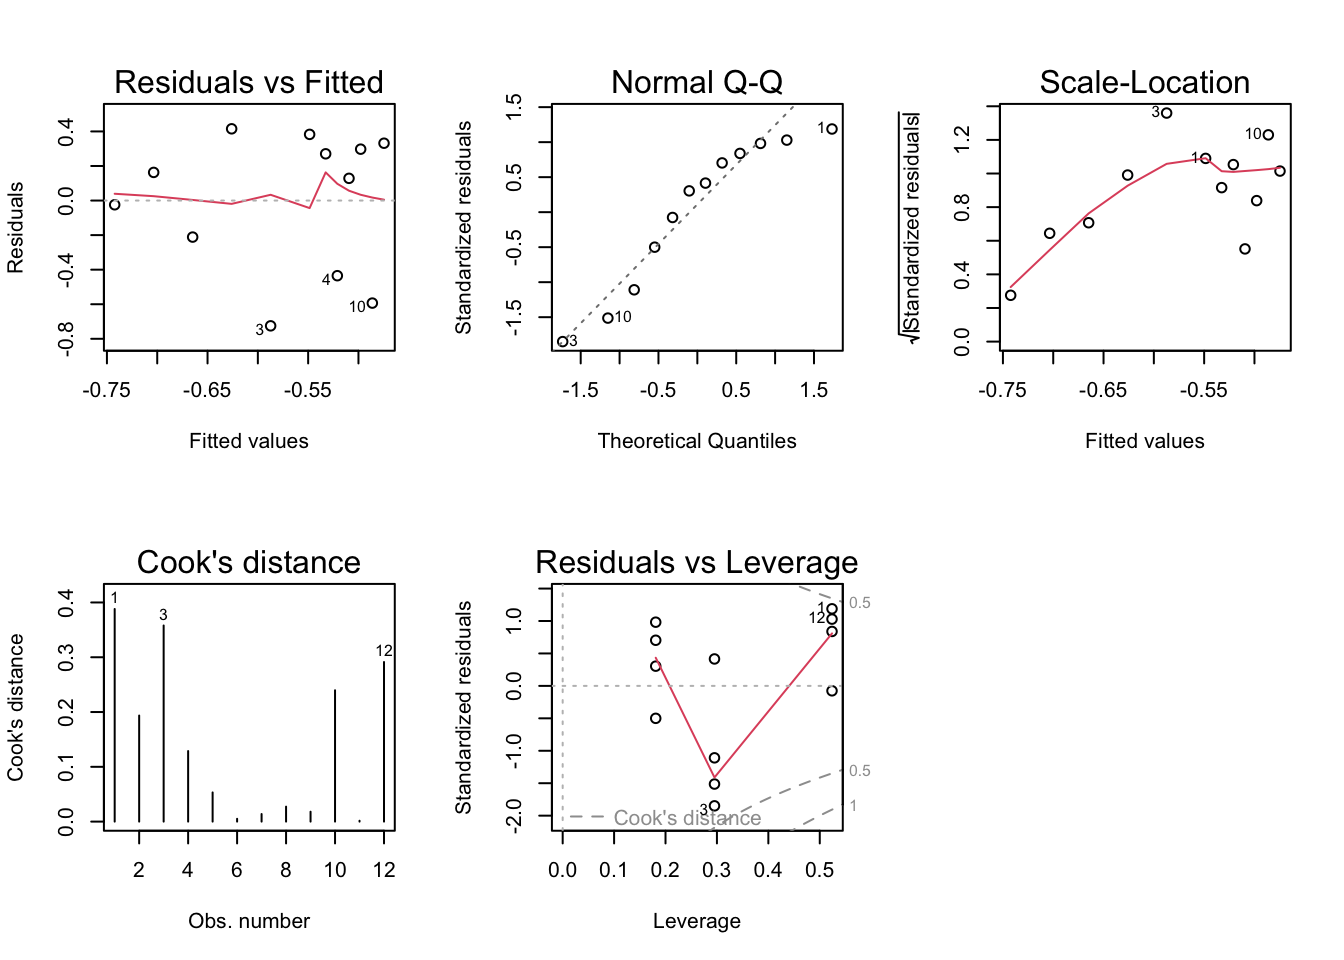 Residuals vs Fitted
Residuals
0.4
0.0
-0.4
-0.8
4
3
10
-0.75 -0.65 -0.55
Fitted values
Normal Q-Q
Standardized residuals
1.5
0.5
-0.5
-1.5
1
10
3
-1.5 -0.5 0.5 1.5
Theoretical Quantiles
Scale-Location
√|Standardized residuals|
1.2
0.8
0.4
0.0
3
10
1
-0.75 -0.65 -0.55
Fitted values
Cook's distance
Cook's distance
0.4
0.3
0.2
0.1
0.0
1
3
12
2 4 6 8 10 12
Obs. number
Residuals vs Leverage
Standardized residuals
1.0
0.0
-1.0
-2.0
1
12
3
0.5
0.5
1
Cook's distance
0.0 0.1 0.2 0.3 0.4 0.5
Leverage